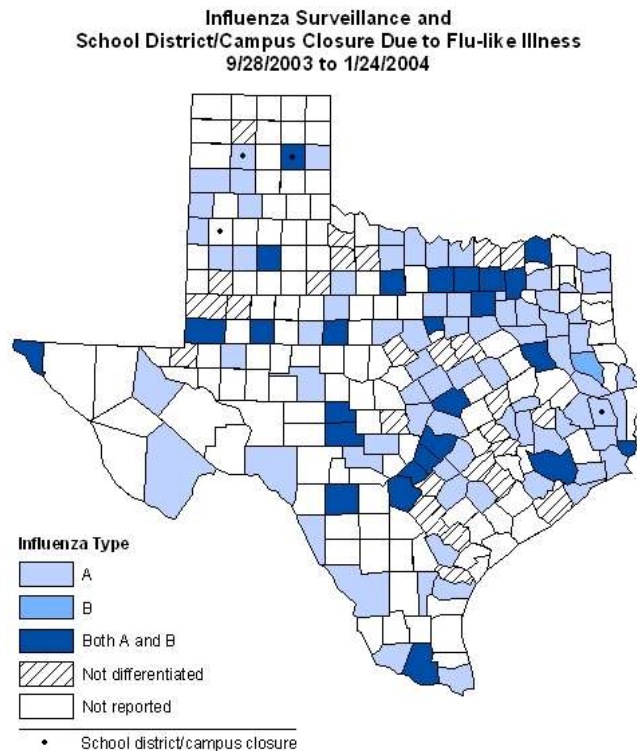 Influenza Surveillance and
School District/Campus Closure Due to Flu-like Illness
9/28/2003 to 1/24/2004
Influenza Type
A
B
Both A and B
Not differentiated
Not reported
School district/campus closure